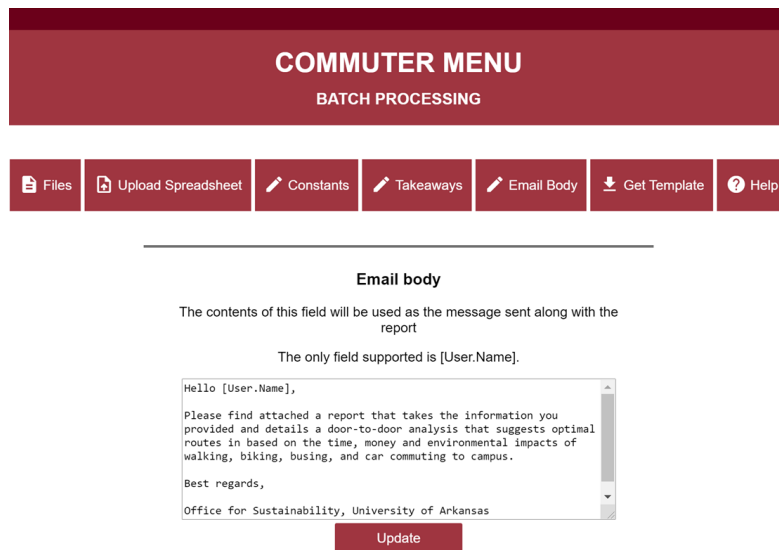 COMMUTER MENU
BATCH PROCESSING
Files Upload Spreadsheet Constants Takeaways Email Body Get Template Help
Email body
The contents of this field will be used as the message sent along with the
report
The only field supported is [User.Name].
Hello [User.Name],
Please find attached a report that takes the information you
provided and details a door-to-door analysis that suggests optimal
routes in based on the time, money and environmental impacts of
walking, biking, busing, and car commuting to campus.
Best regards,
Office for Sustainability, University of Arkansas
Update